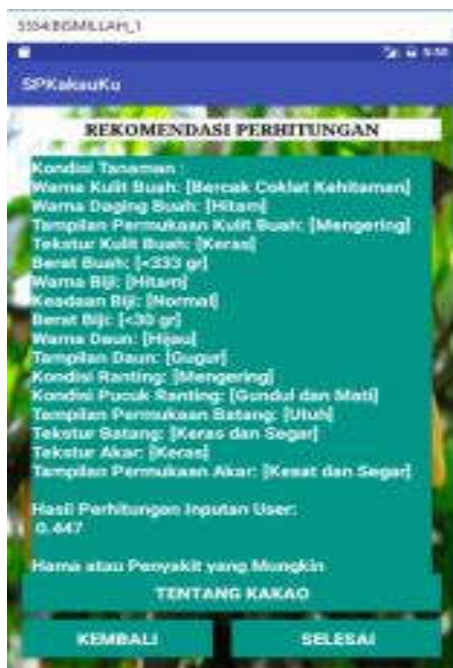 5554:BISMILLAH_1
5:50
SPKakauKu
REKOMENDASI PERHITUNGAN
Kondisi Tanaman :
Warna Kulit Buah: [Bercak Coklat Kehitaman]
Warna Daging Buah: [Hitam]
Tampilan Permukaan Kulit Buah: [Mengering]
Tekstur Kulit Buah: [Keras]
Berat Buah: [<333 gr]
Warna Biji: [Hitam]
Keadaan Biji: [Normal]
Berat Biji: [<30 gr]
Warna Daun: [Hijau]
Tampilan Daun: [Gugur]
Kondisi Ranting: [Mengering]
Kondisi Pucuk Ranting: [Gundul dan Mati]
Tampilan Permukaan Batang: [Utuh]
Tekstur Batang: [Keras dan Segar]
Tekstur Akar: [Keras]
Tampilan Permukaan Akar: [Kesat dan Segar]
Hasil Perhitungan Inputan User:
0.447
Hama atau Penyakit yang Mungkin
TENTANG KAKAO
KEMBALI
SELESAI